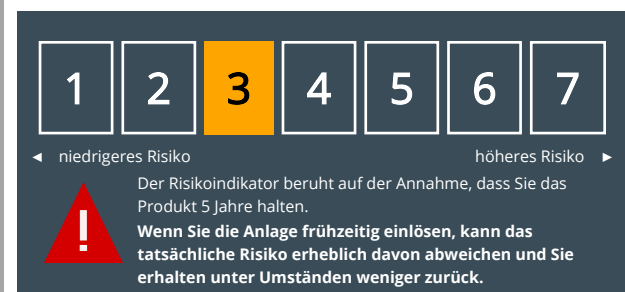 1 2 3 4 5 6 7
◄ niedrigeres Risiko höheres Risiko ►
!
Der Risikoindikator beruht auf der Annahme, dass Sie das
Produkt 5 Jahre halten.
Wenn Sie die Anlage frühzeitig einlösen, kann das
tatsächliche Risiko erheblich davon abweichen und Sie
erhalten unter Umständen weniger zurück.